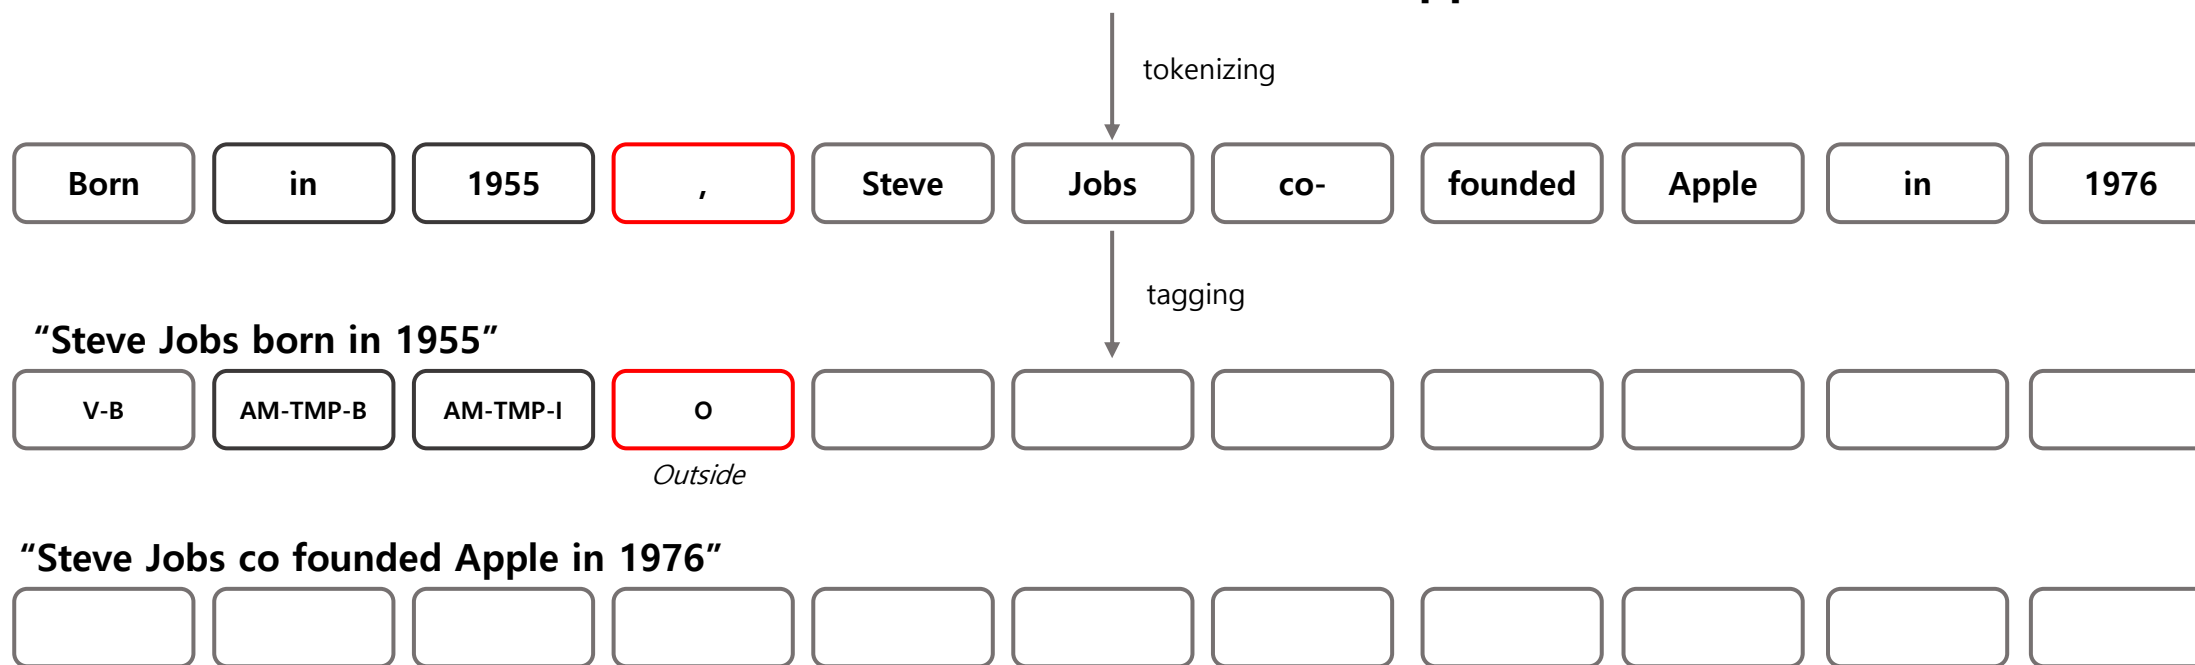 tokenizing
Born in 1955 , Steve Jobs co- founded Apple in 1976
tagging
“Steve Jobs born in 1955”
V-B AM-TMP-B AM-TMP-I O
Outside
“Steve Jobs co founded Apple in 1976”